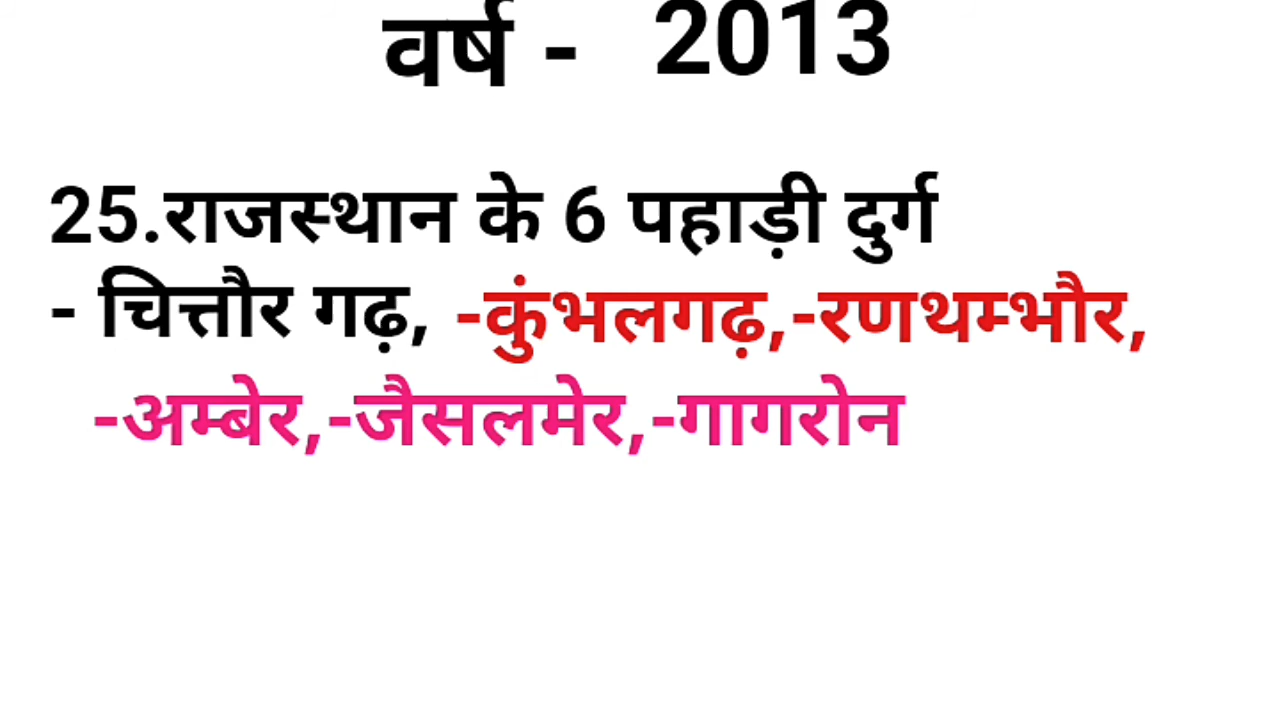 वर्ष - 2013
25.राजस्थान के 6 पहाड़ी दुर्ग
- चित्तौर गढ़, -कुंभलगढ़,-रणथम्भौर,
-अम्बेर,-जैसलमेर,-गागरोन